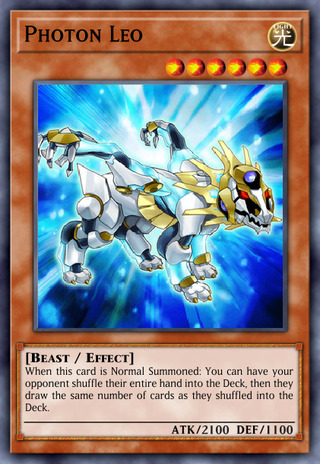 Photon Leo
LIGHT
光
[Beast / Effect]
When this card is Normal Summoned: You can have your
opponent shuffle their entire hand into the Deck, then they
draw the same number of cards as they shuffled into the
Deck.
ATK/2100 DEF/1100